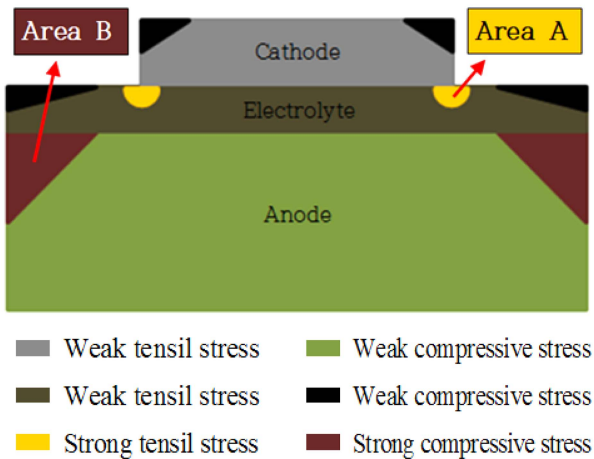 Area B
Area A
Cathode
Electrolyte
Anode
Weak tensil stress
Weak compressive stress
Weak tensil stress
Weak compressive stress
Strong tensil stress
Strong compressive stress